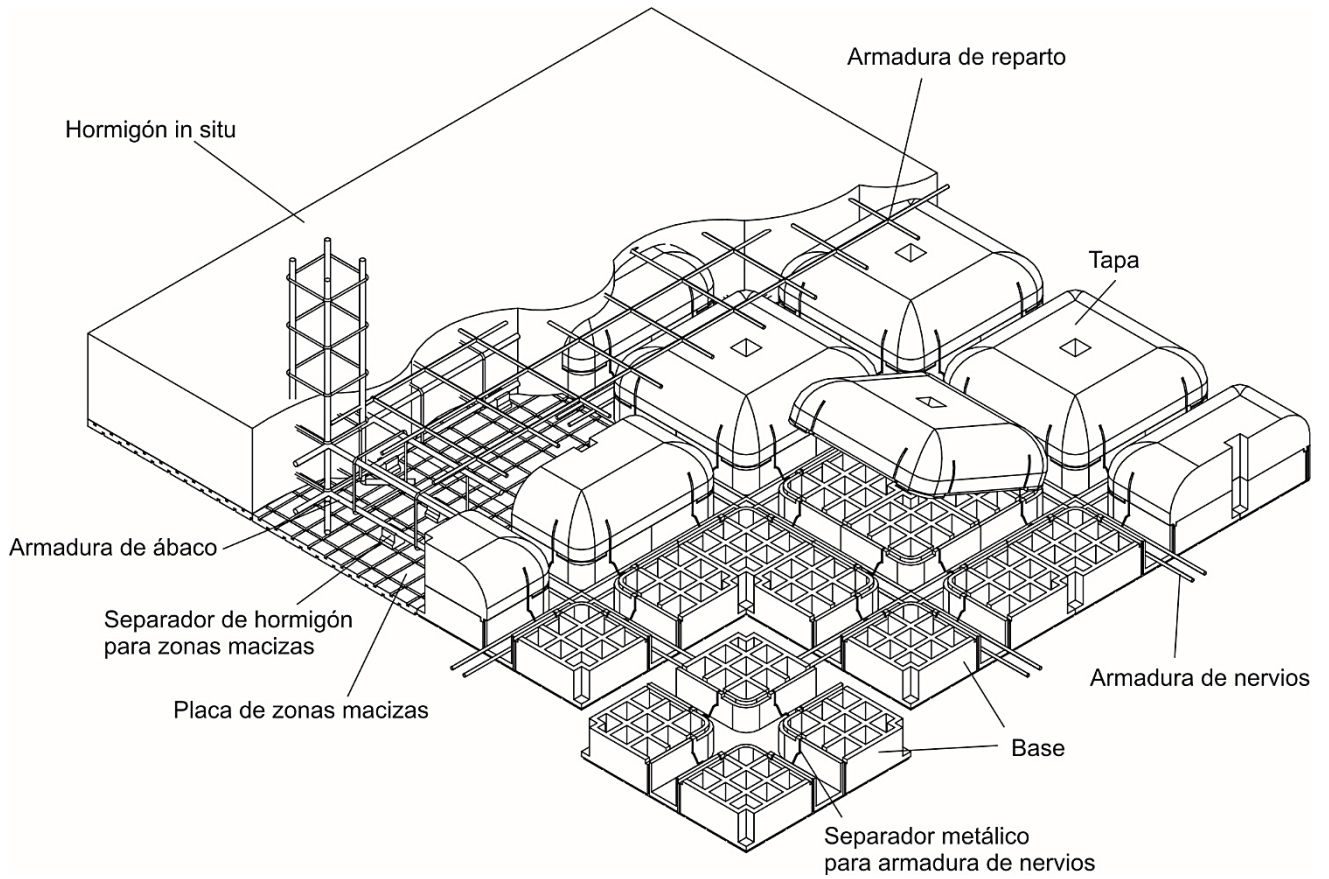 Armadura de reparto
Hormigón in situ
Tapa
Armadura de ábaco
Separador de hormigón
para zonas macizas
Placa de zonas macizas
Armadura de nervios
Base
Separador metálico
para armadura de nervios